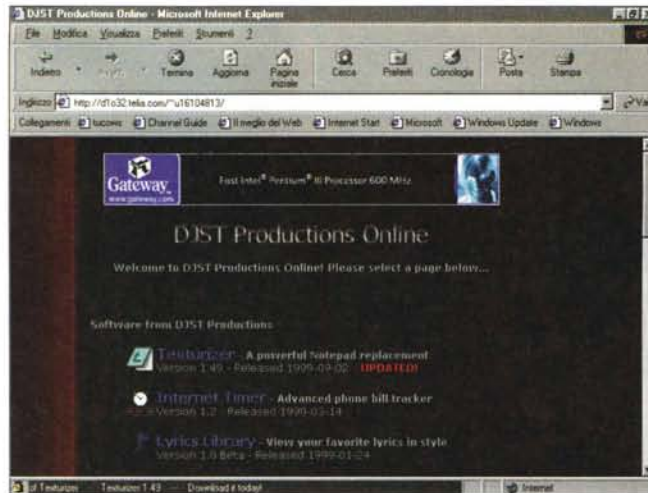 DJST Productions Online - Microsoft Internet Explorer
File Modifica Visualizza Preferiti Strumenti ?
Indietro Termina Aggiorna Pagina iniziale Cerca Preferiti Cronologia Posta Stampa
Indirizzo http://d1o32.telia.com/~u16104813/
Collegamenti tucows Channel Guide Il meglio del Web Internet Start Microsoft Windows Update Windows
Gateway
www.gateway.com
Fast Intel® Pentium® III Processor 600 MHz
DJST Productions Online
Welcome to DJST Productions Online! Please select a page below...
Software from DJST Productions
Texturizer - A powerful Notepad replacement
Version 1.49 - Released 1999-09-02 UPDATED!
Internet Timer - Advanced phone bill tracker
Version 1.2 - Released 1999-03-14
Lyrics Library - View your favorite lyrics in style
Version 1.0 Beta - Released 1999-01-24
of Texturizer --- Texturizer 1.49 --- Download it today!
Internet